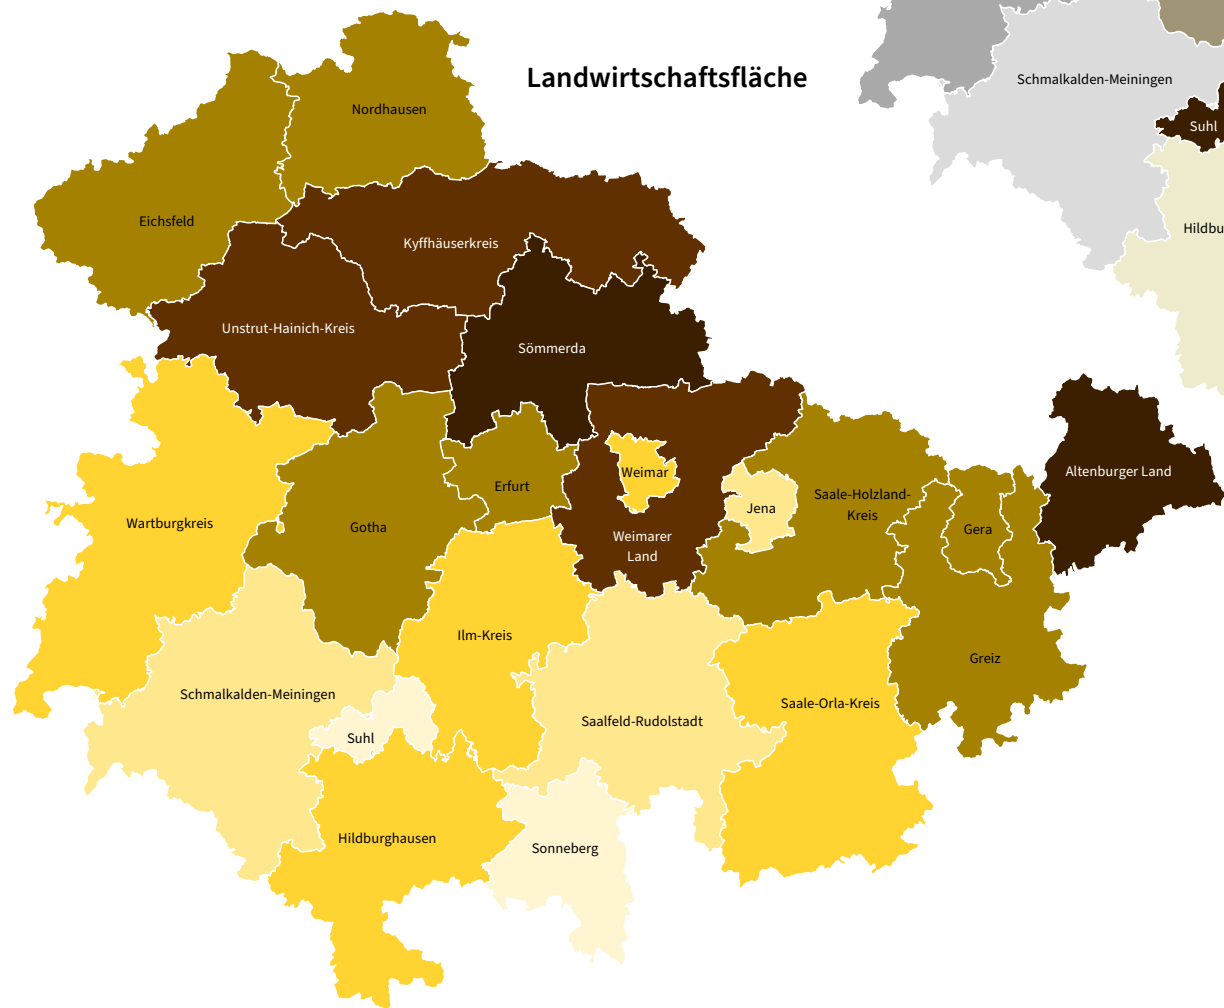 Landwirtschaftsfläche
Schmalkalden-Meiningen
Nordhausen
Suhl
Eichsfeld
Hildbu
Kyffhäuserkreis
Unstrut-Hainich-Kreis
Sömmerda
Altenburger Land
Weimar
Erfurt
Saale-Holzland-
Kreis
Jena
Wartburgkreis
Gotha
Gera
Weimarer
Land
Ilm-Kreis
Greiz
Schmalkalden-Meiningen
Saale-Orla-Kreis
Saalfeld-Rudolstadt
Suhl
Hildburghausen
Sonneberg